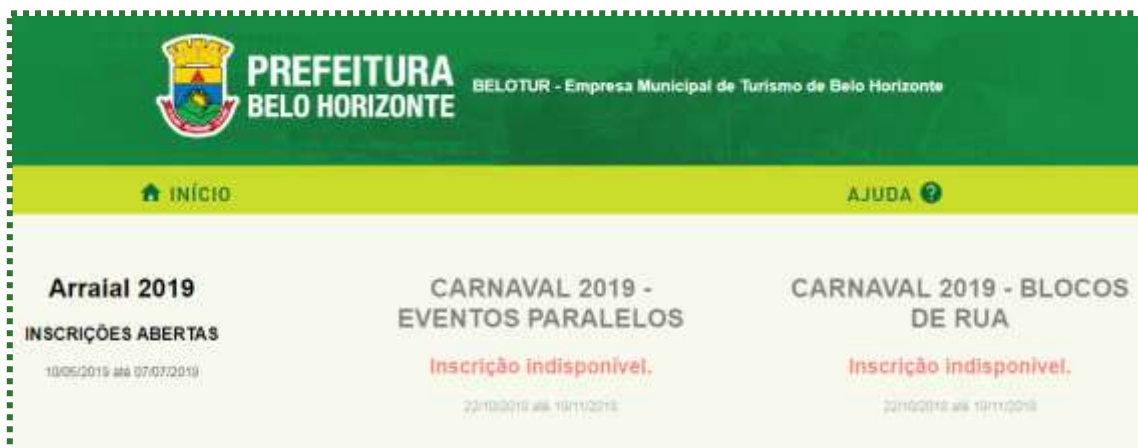 PREFEITURA
BELO HORIZONTE
BELOTUR - Empresa Municipal de Turismo de Belo Horizonte
INÍCIO
AJUDA ?
Arraial 2019
INSCRIÇÕES ABERTAS
10/05/2019 até 07/07/2019
CARNAVAL 2019 -
EVENTOS PARALELOS
Inscrição indisponível.
CARNAVAL 2019 - BLOCOS
DE RUA
Inscrição indisponível.